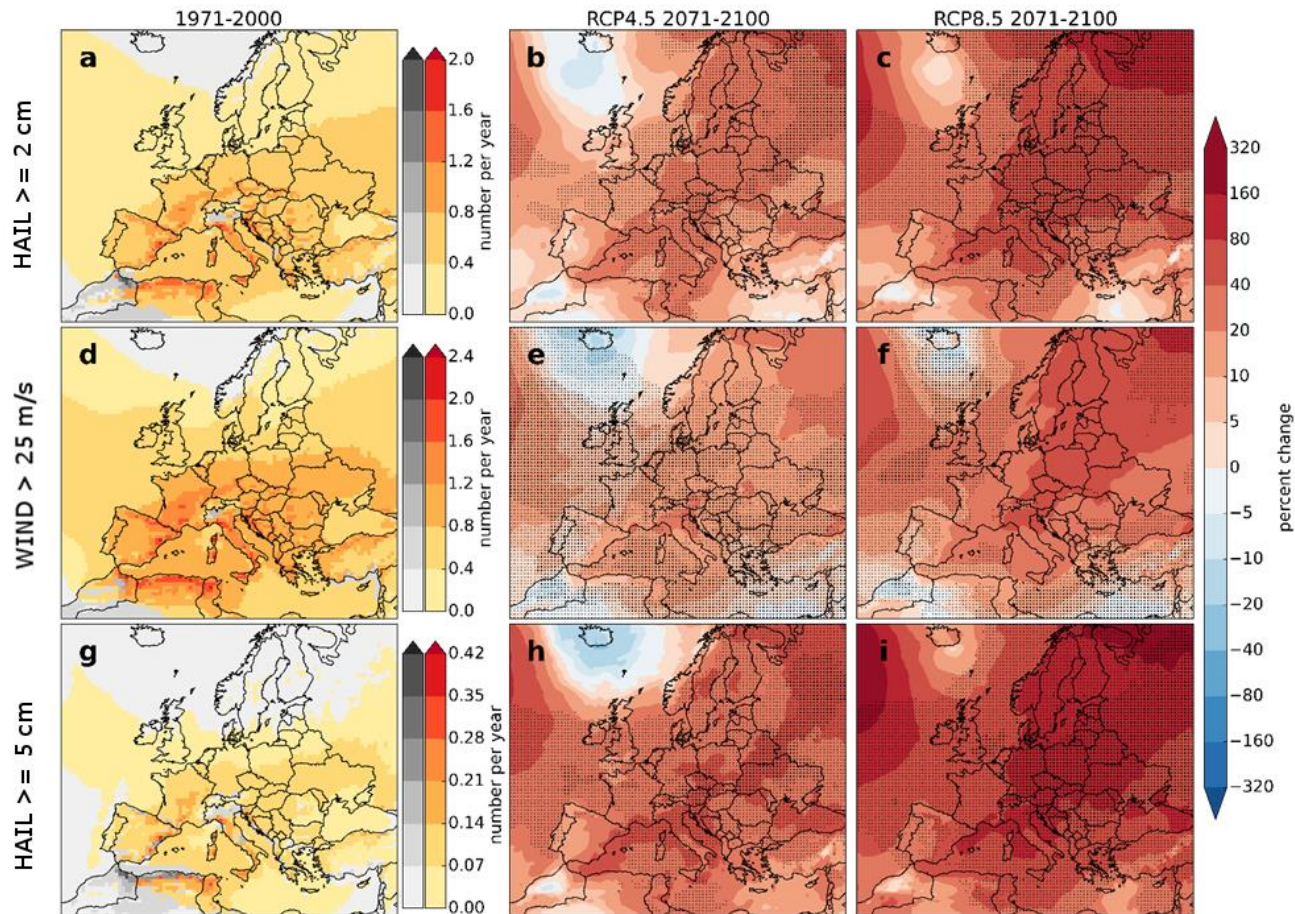 1971-2000
RCP4.5 2071-2100
RCP8.5 2071-2100
HAIL >= 2 cm
a
2.0
1.6
1.2
0.8
0.4
0.0
number per year
b
c
WIND > 25 m/s
d
2.4
2.0
1.6
1.2
0.8
0.4
0.0
number per year
e
f
HAIL >= 5 cm
g
0.42
0.35
0.28
0.21
0.14
0.07
0.00
number per year
h
i
320
160
80
40
20
10
5
0
−5
−10
−20
−40
−80
−160
−320
percent change